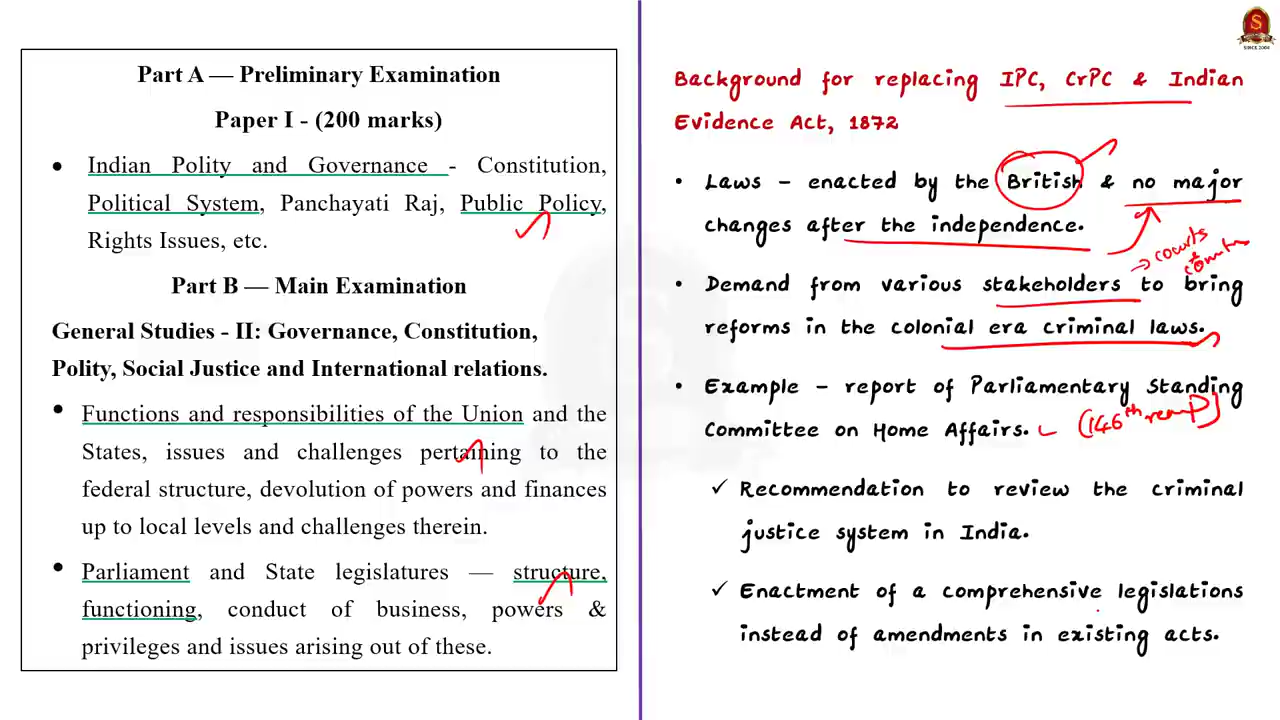 Part A — Preliminary Examination
Paper I - (200 marks)
• Indian Polity and Governance - Constitution,
Political System, Panchayati Raj, Public Policy,
Rights Issues, etc.
Part B — Main Examination
General Studies - II: Governance, Constitution,
Polity, Social Justice and International relations.
• Functions and responsibilities of the Union and the
States, issues and challenges pertaining to the
federal structure, devolution of powers and finances
up to local levels and challenges therein.
• Parliament and State legislatures — structure,
functioning, conduct of business, powers &
privileges and issues arising out of these.
S
SINCE 2004
Background for replacing IPC, CrPC & Indian
Evidence Act, 1872
• Laws – enacted by the British & no major
changes after the independence.
→ courts
• Demand from various stakeholders to bring
reforms in the colonial era criminal laws.
• Example – report of Parliamentary Standing
Committee on Home Affairs.
(146th
✓ Recommendation to review the criminal
justice system in India.
✓ Enactment of a comprehensive legislations
instead of amendments in existing acts.